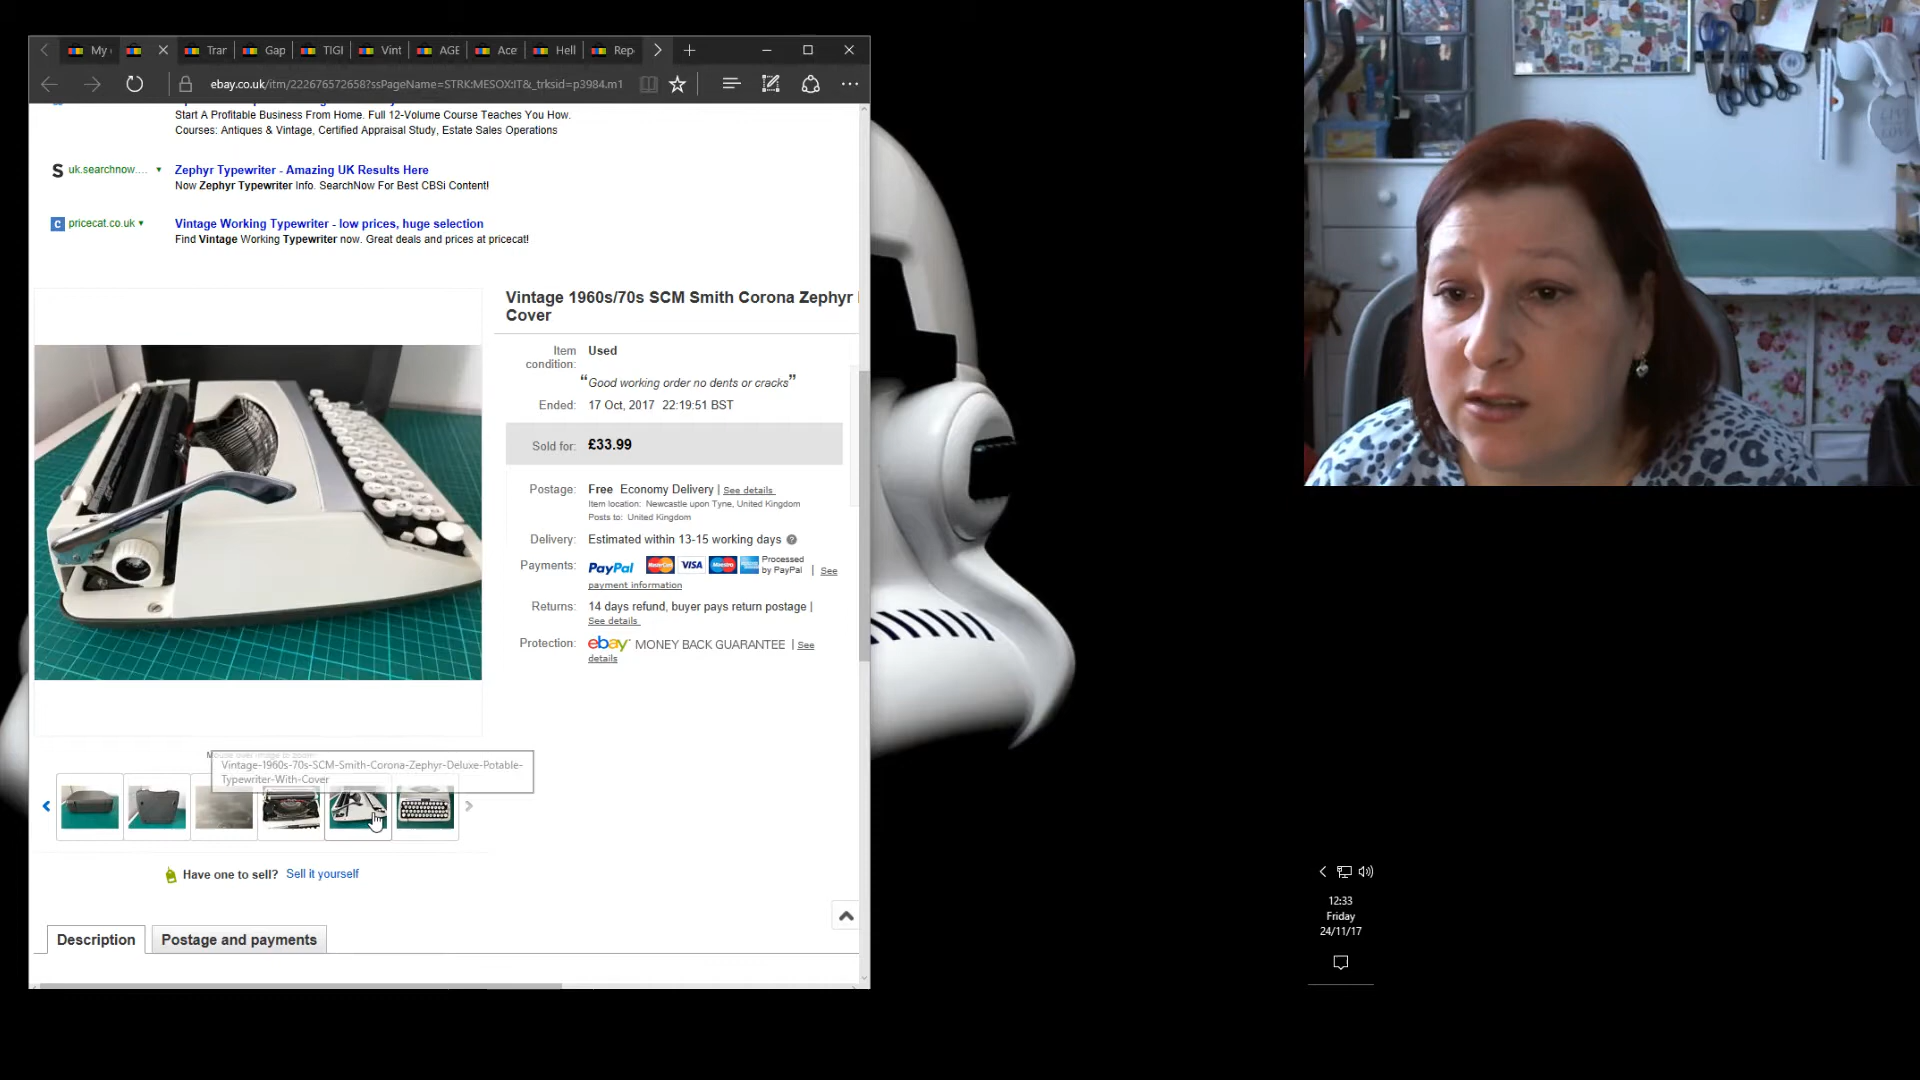 My
Trar
Gap
TIGI
Vint
AGE
Ace
Hell
Rep
ebay.co.uk/itm/222676572658?ssPageName=STRK:MESOX:IT&_trksid=p3984.m1
Start A Profitable Business From Home. Full 12-Volume Course Teaches You How.
Courses: Antiques & Vintage, Certified Appraisal Study, Estate Sales Operations
S uk.searchnow.... Zephyr Typewriter - Amazing UK Results Here
Now Zephyr Typewriter Info. SearchNow For Best CBSi Content!
c pricecat.co.uk Vintage Working Typewriter - low prices, huge selection
Find Vintage Working Typewriter now. Great deals and prices at pricecat!
Vintage 1960s/70s SCM Smith Corona Zephyr
Cover
Item condition: Used
“Good working order no dents or cracks”
Ended: 17 Oct, 2017 22:19:51 BST
Sold for: £33.99
Postage: Free Economy Delivery | See details
Item location: Newcastle upon Tyne, United Kingdom
Posts to: United Kingdom
Delivery: Estimated within 13-15 working days
Payments: PayPal MasterCard VISA Maestro Processed by PayPal | See
payment information
Returns: 14 days refund, buyer pays return postage |
See details
Protection: ebay MONEY BACK GUARANTEE | See
details
Vintage-1960s-70s-SCM-Smith-Corona-Zephyr-Deluxe-Potable-
Typewriter-With-Cover
Have one to sell? Sell it yourself
Description
Postage and payments
12:33
Friday
24/11/17